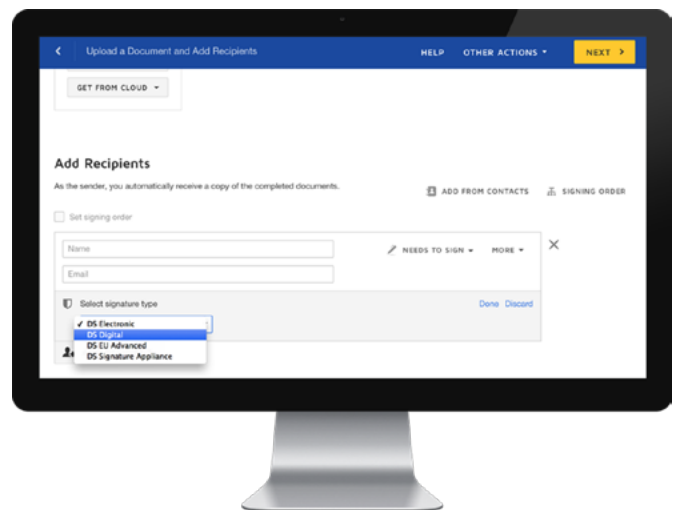 Upload a Document and Add Recipients
HELP
OTHER ACTIONS
NEXT
GET FROM CLOUD
Add Recipients
As the sender, you automatically receive a copy of the completed documents.
ADD FROM CONTACTS
SIGNING ORDER
Set signing order
Name
NEEDS TO SIGN
MORE
Email
Select signature type
Done Discard
DS Electronic
DS Digital
DS EU Advanced
DS Signature Appliance